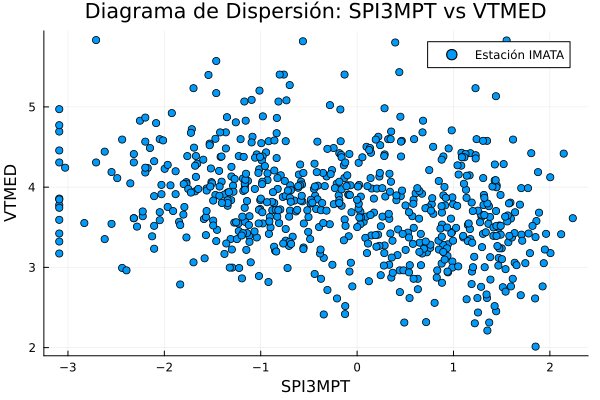 Diagrama de Dispersión: SPI3MPT vs VTMED
Estación IMATA
VTMED
5
4
3
2
−3
−2
−1
0
1
2
SPI3MPT